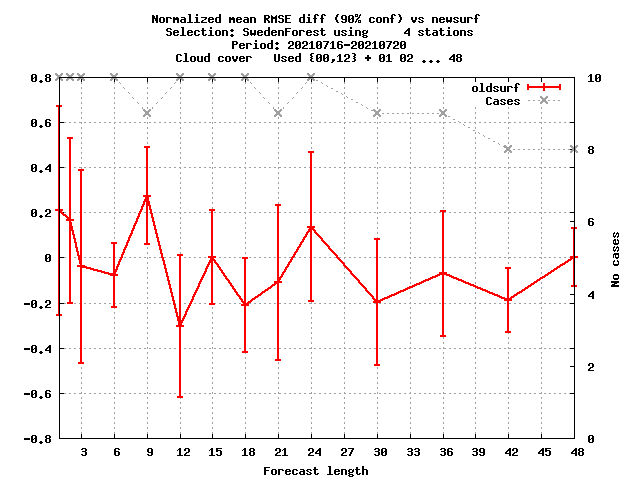 Normalized mean RMSE diff (90% conf) vs newsurf
Selection: SwedenForest using     4 stations
Period: 20210716-20210720
Cloud cover   Used {00,12} + 01 02 ... 48
oldsurf
Cases
0.8
0.6
0.4
0.2
0
-0.2
-0.4
-0.6
-0.8
10
8
6
4
2
0
No cases
3 6 9 12 15 18 21 24 27 30 33 36 39 42 45 48
Forecast length